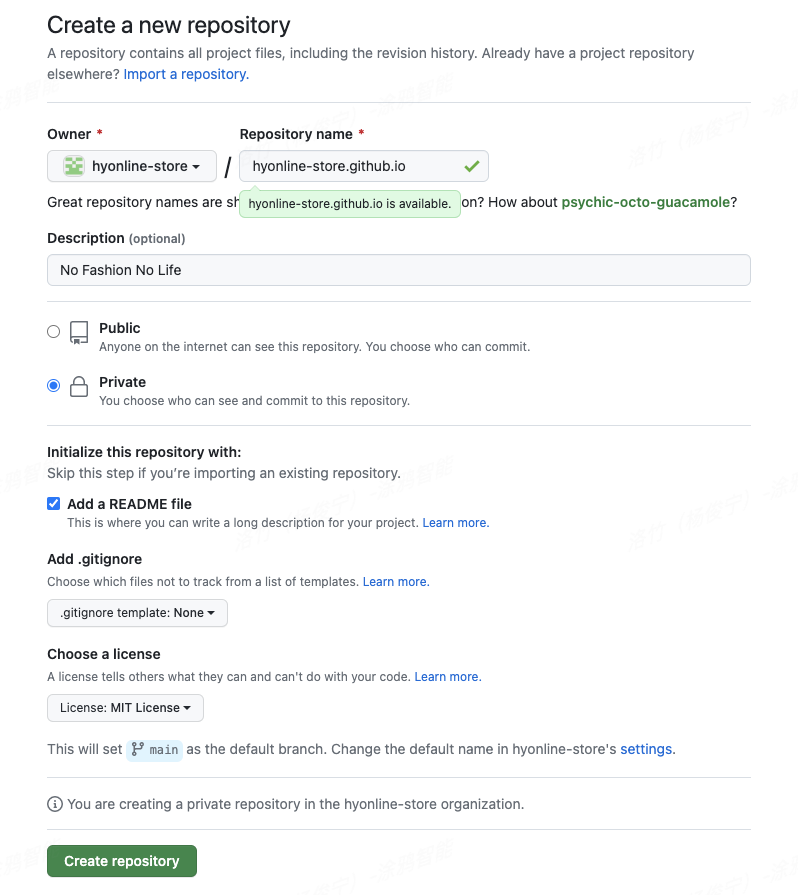 Create a new repository
A repository contains all project files, including the revision history. Already have a project repository
elsewhere? Import a repository.
Owner *
Repository name *
hyonline-store
/
hyonline-store.github.io
Great repository names are sh
hyonline-store.github.io is available.
on? How about psychic-octo-guacamole?
Description (optional)
No Fashion No Life
Public
Anyone on the internet can see this repository. You choose who can commit.
Private
You choose who can see and commit to this repository.
Initialize this repository with:
Skip this step if you’re importing an existing repository.
Add a README file
This is where you can write a long description for your project. Learn more.
Add .gitignore
Choose which files not to track from a list of templates. Learn more.
.gitignore template: None
Choose a license
A license tells others what they can and can't do with your code. Learn more.
License: MIT License
This will set main as the default branch. Change the default name in hyonline-store's settings.
You are creating a private repository in the hyonline-store organization.
Create repository